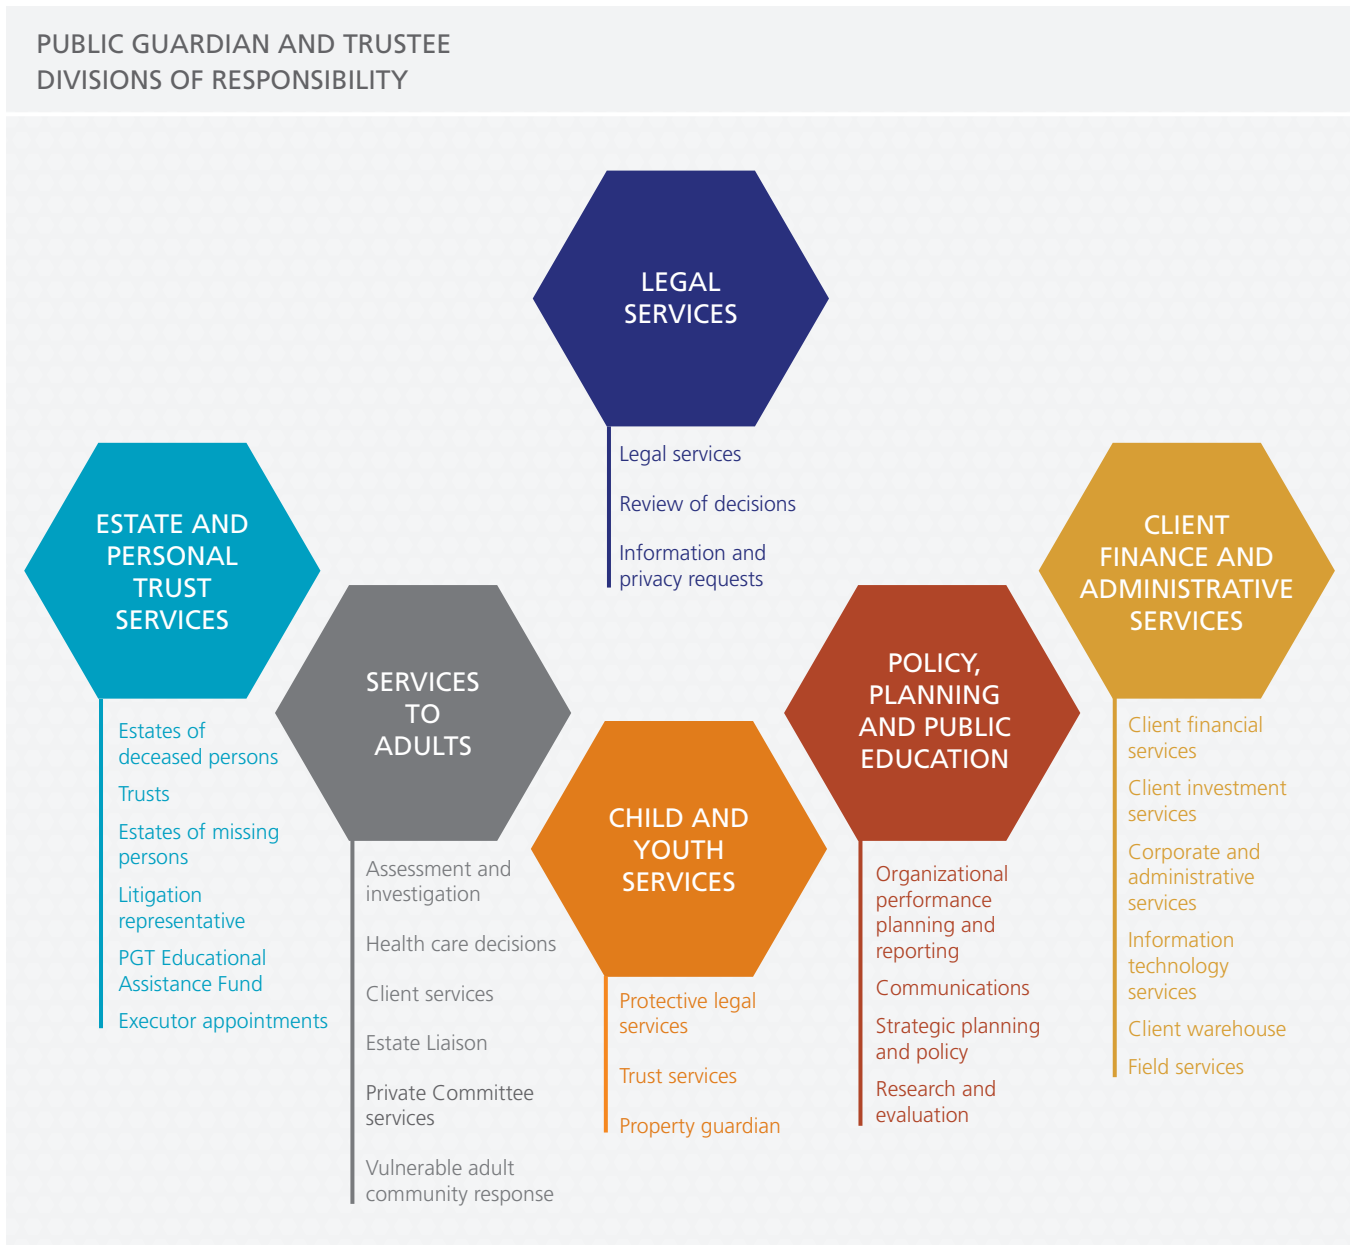 PUBLIC GUARDIAN AND TRUSTEE
DIVISIONS OF RESPONSIBILITY
LEGAL
SERVICES
Legal services
Review of decisions
Information and
privacy requests
ESTATE AND
PERSONAL
TRUST
SERVICES
Estates of
deceased persons
Trusts
Estates of missing
persons
Litigation
representative
PGT Educational
Assistance Fund
Executor appointments
SERVICES
TO
ADULTS
Assessment and
investigation
Health care decisions
Client services
Estate Liaison
Private Committee
services
Vulnerable adult
community response
CHILD AND
YOUTH
SERVICES
Protective legal
services
Trust services
Property guardian
POLICY,
PLANNING
AND PUBLIC
EDUCATION
Organizational
performance
planning and
reporting
Communications
Strategic planning
and policy
Research and
evaluation
CLIENT
FINANCE AND
ADMINISTRATIVE
SERVICES
Client financial
services
Client investment
services
Corporate and
administrative
services
Information
technology
services
Client warehouse
Field services